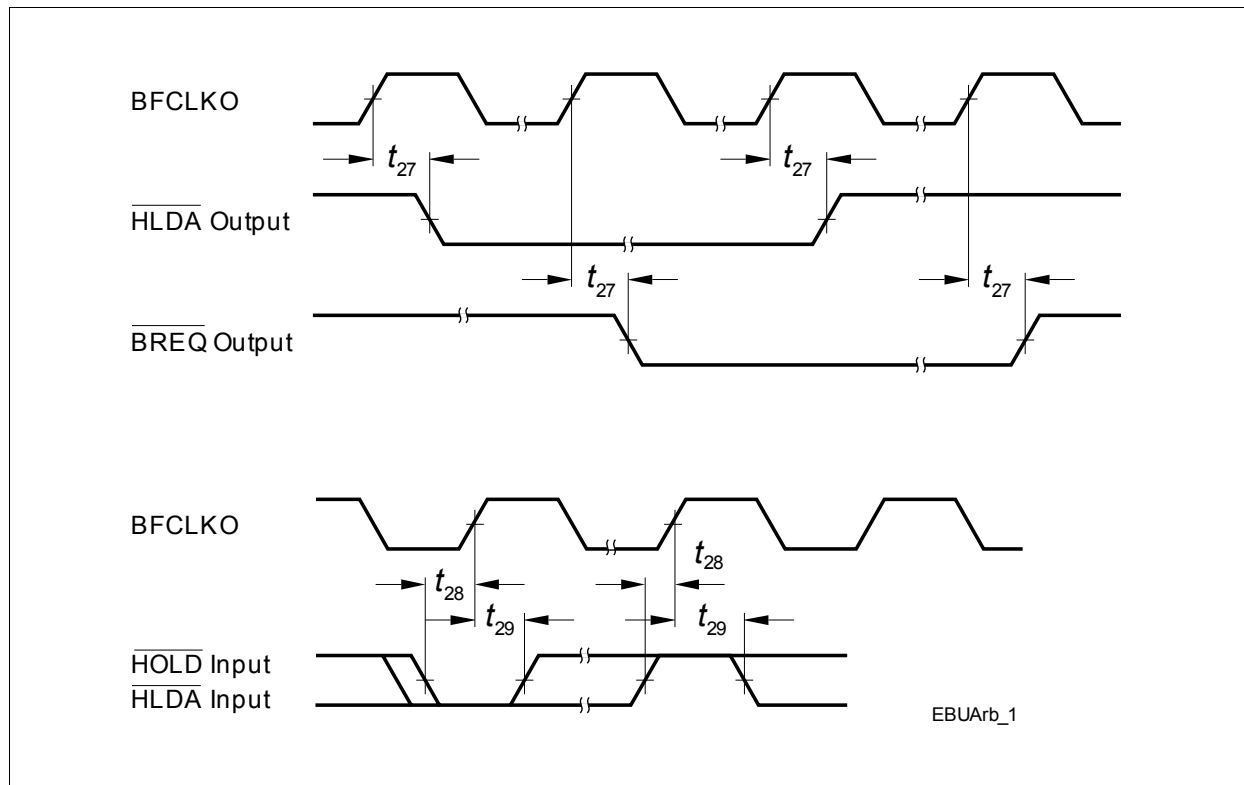 BFCLKO
t27
t27
HLDA Output
t27
t27
BREQ Output
BFCLKO
t28
t28
t29
t29
HOLD Input
HLDA Input
EBUArb_1